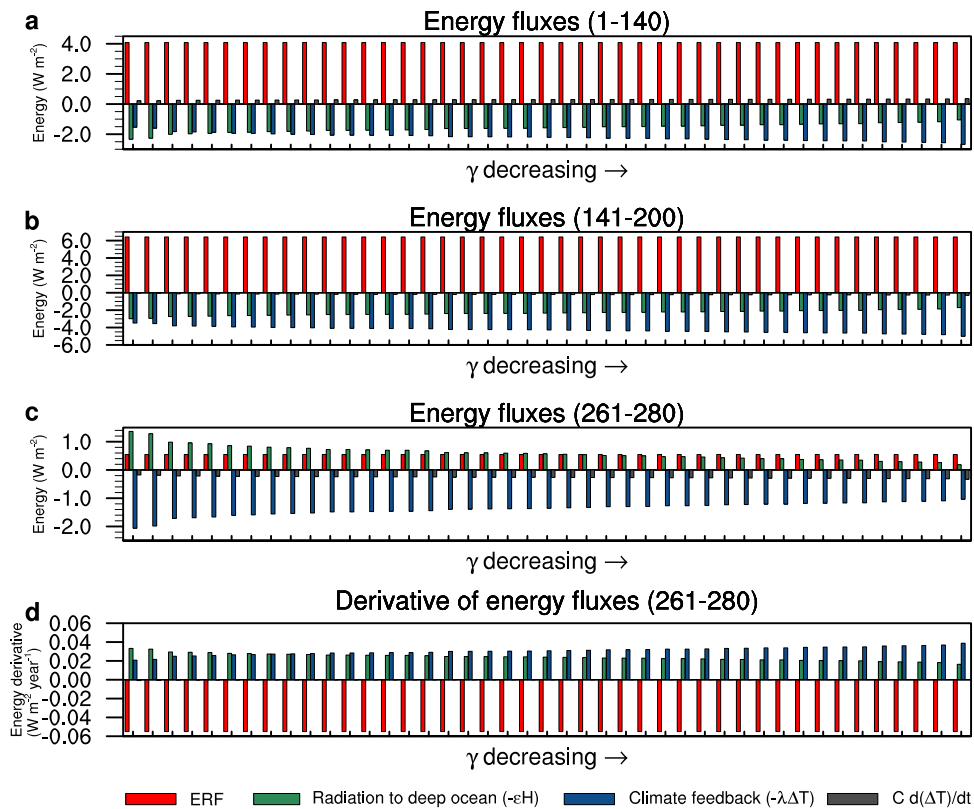 a
Energy fluxes (1-140)
Energy (W m⁻²)
4.0
2.0
0.0
-2.0
γ decreasing →
b
Energy fluxes (141-200)
Energy (W m⁻²)
6.0
4.0
2.0
0.0
-2.0
-4.0
-6.0
γ decreasing →
c
Energy fluxes (261-280)
Energy (W m⁻²)
1.0
0.0
-1.0
-2.0
γ decreasing →
d
Derivative of energy fluxes (261-280)
Energy derivative
(W m⁻² year⁻¹)
0.06
0.04
0.02
0.00
-0.02
-0.04
-0.06
γ decreasing →
ERF Radiation to deep ocean (-εH) Climate feedback (-λΔT) C d(ΔT)/dt